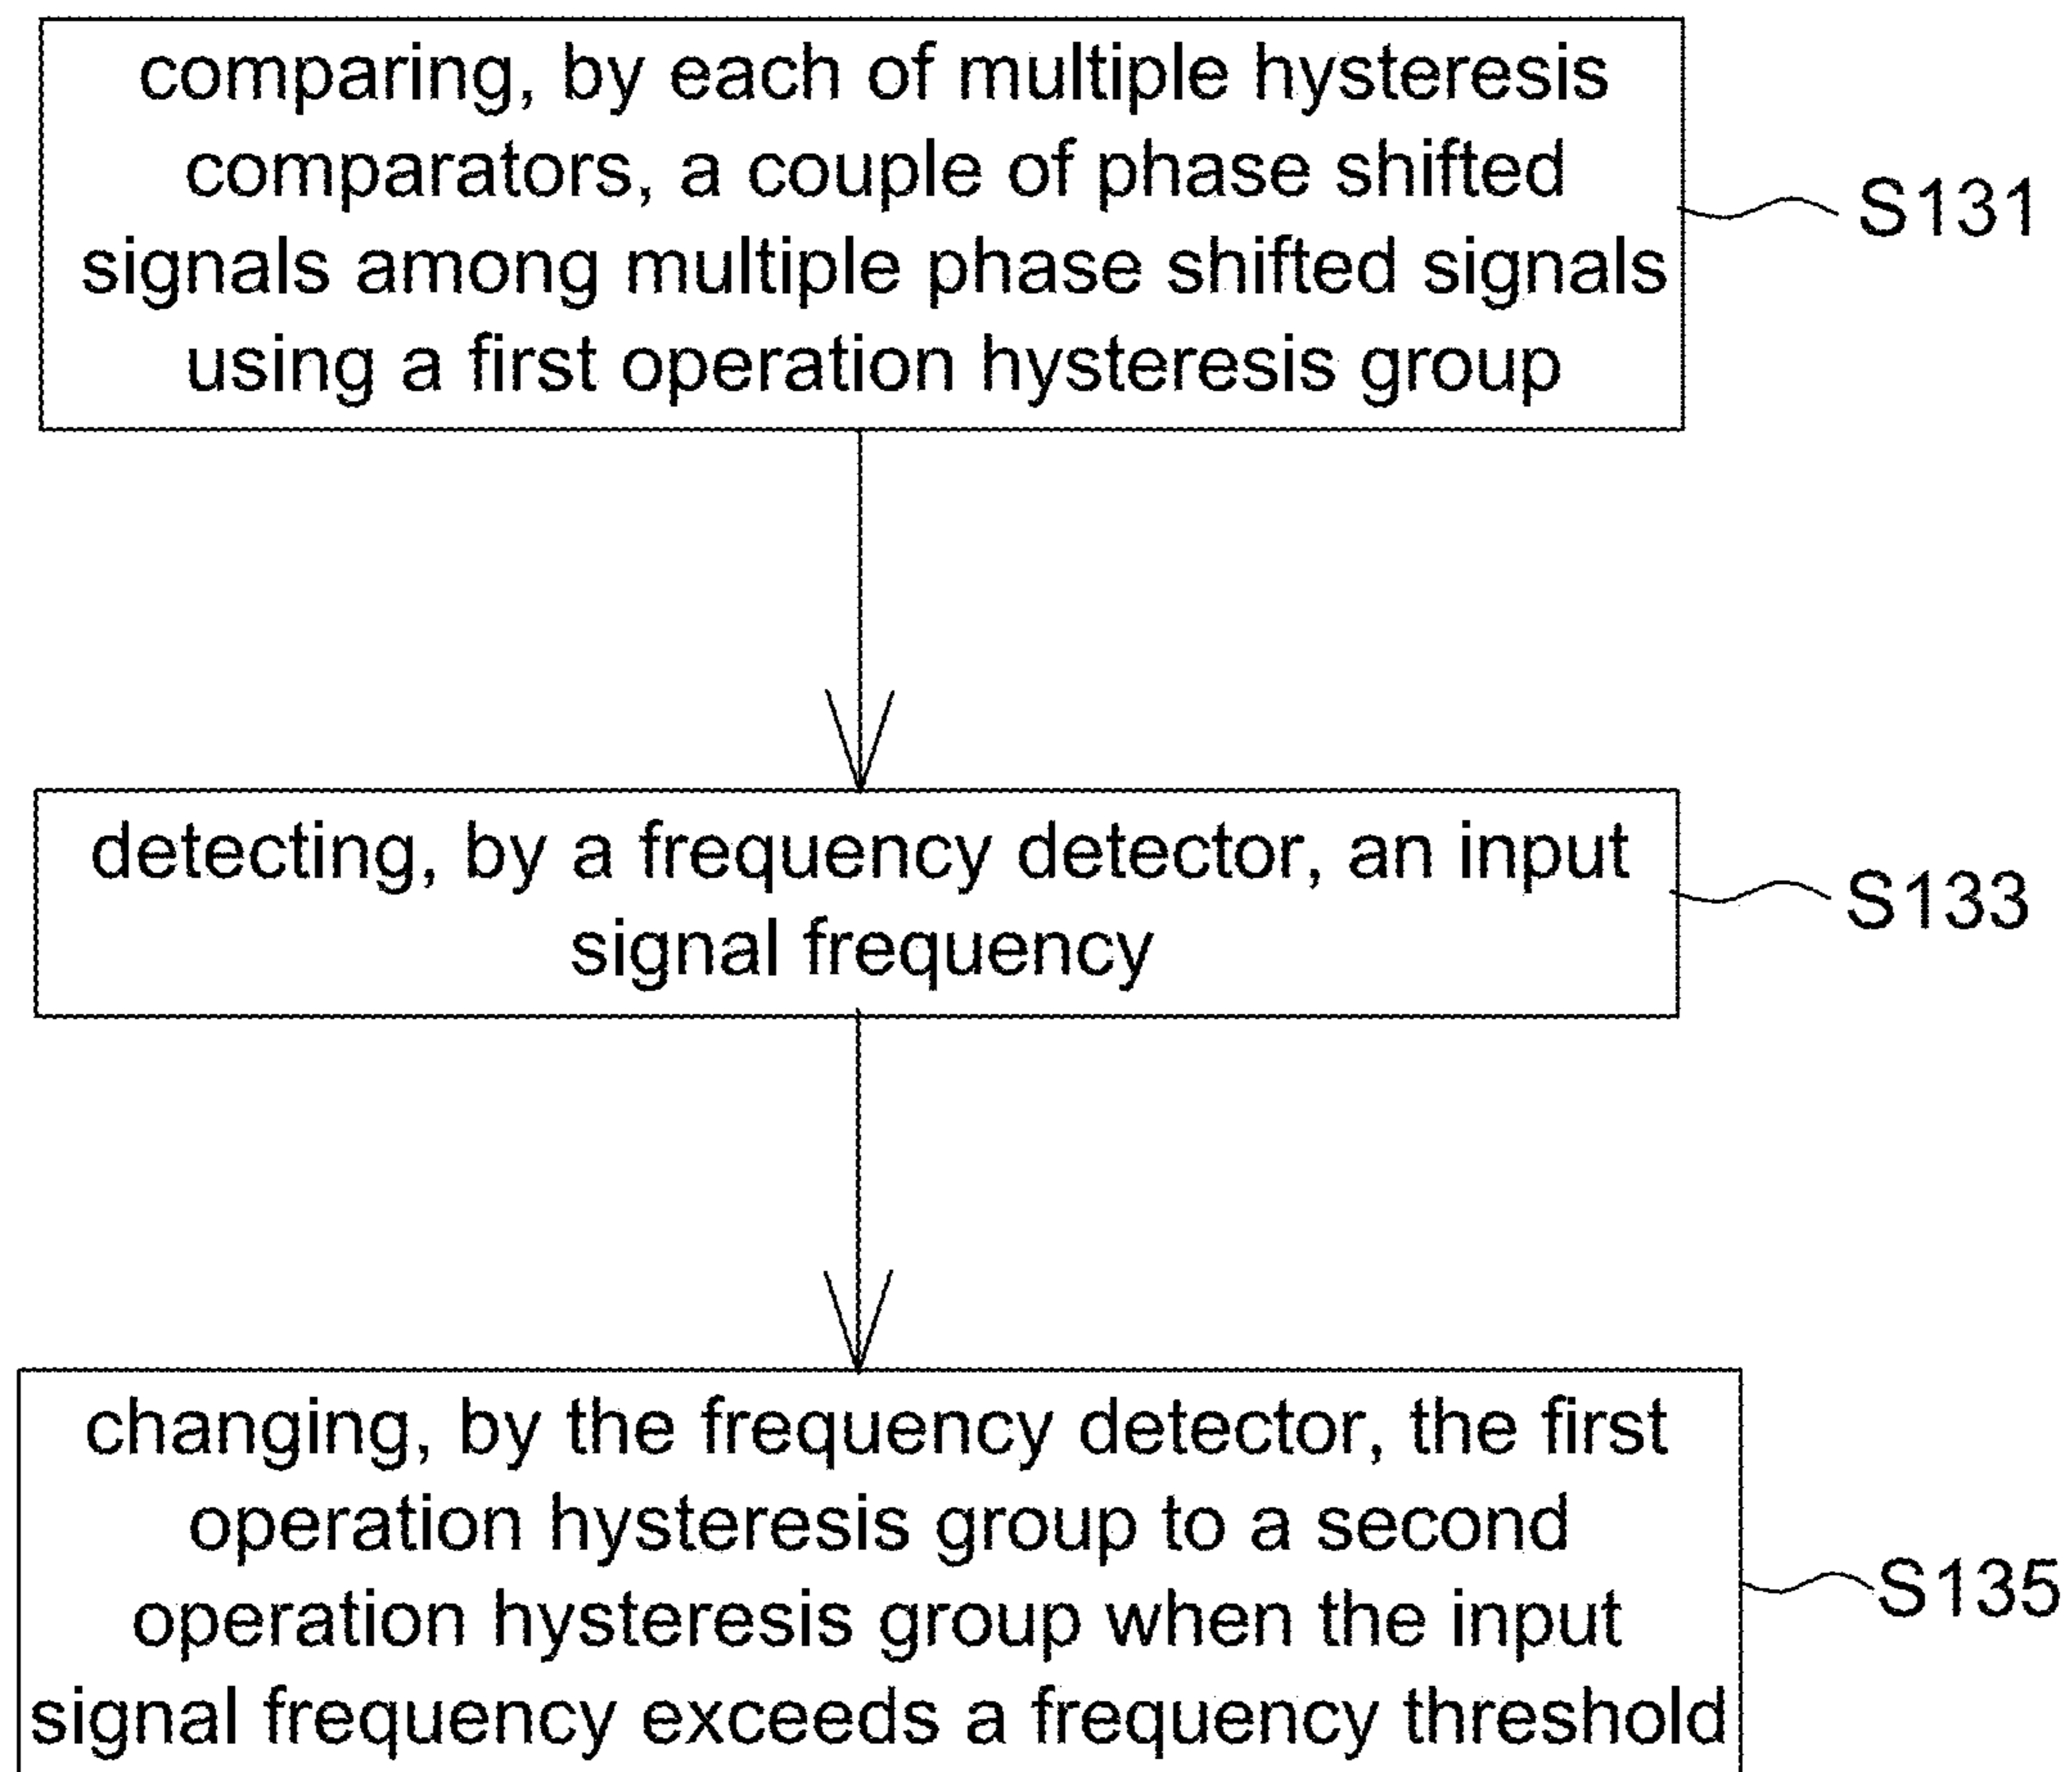 comparing, by each of multiple hysteresis
comparators, a couple of phase shifted
signals among multiple phase shifted signals
using a first operation hysteresis group
S131
detecting, by a frequency detector, an input
signal frequency
S133
changing, by the frequency detector, the first
operation hysteresis group to a second
operation hysteresis group when the input
signal frequency exceeds a frequency threshold
S135